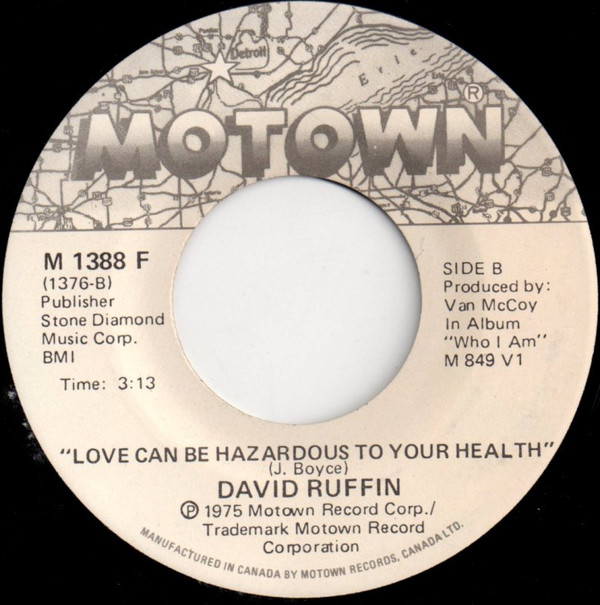 Detroit
Erie
MOTOWN®
M 1388 F
(1376-B)
Publisher
Stone Diamond
Music Corp.
BMI
Time: 3:13
SIDE B
Produced by:
Van McCoy
In Album
"Who I Am"
M 849 V1
"LOVE CAN BE HAZARDOUS TO YOUR HEALTH"
(J. Boyce)
DAVID RUFFIN
℗ 1975 Motown Record Corp./
Trademark Motown Record
Corporation
MANUFACTURED IN CANADA BY MOTOWN RECORDS, CANADA LTD.